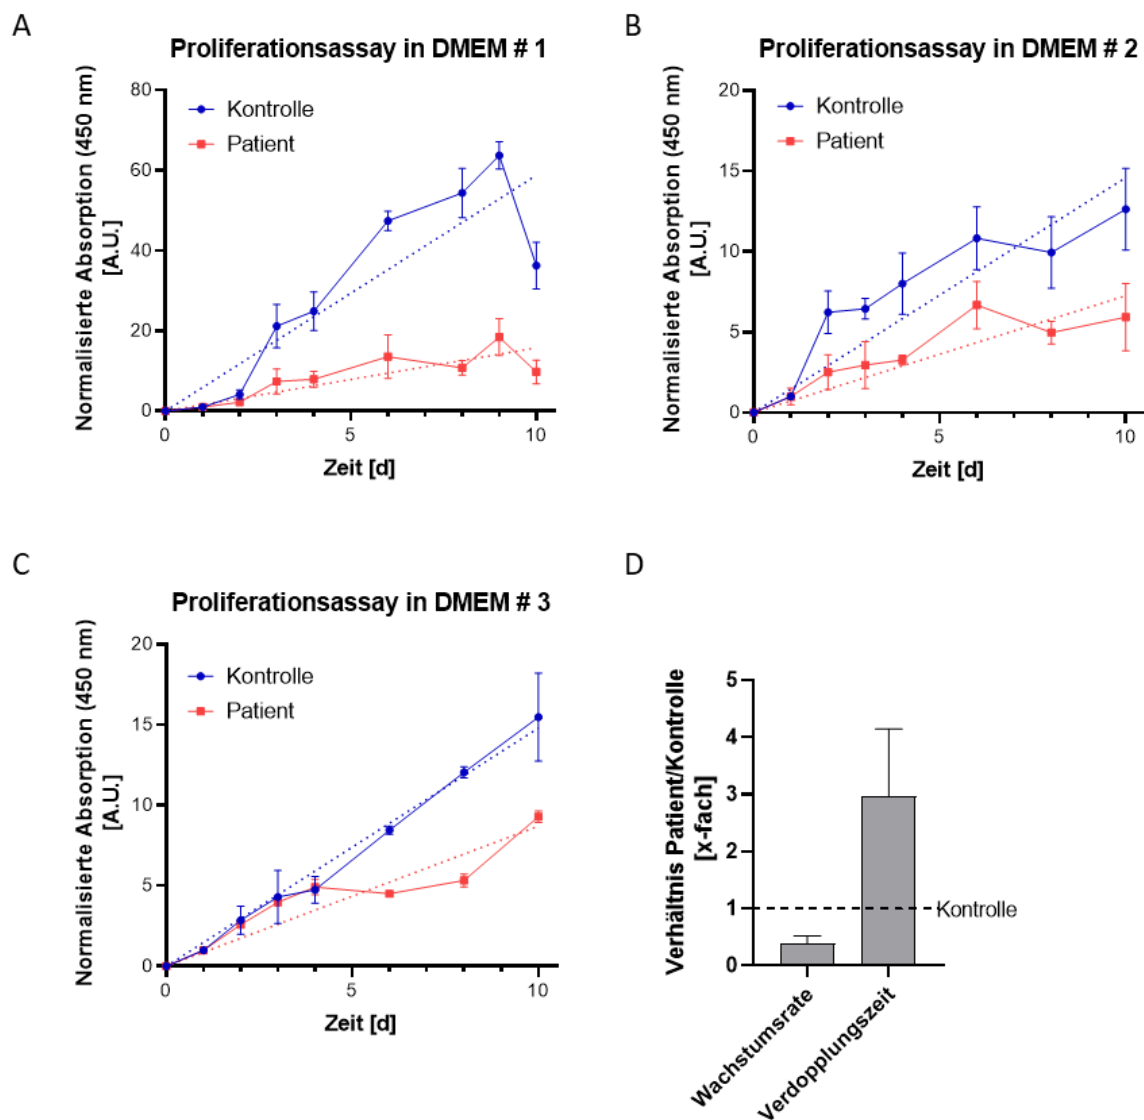 A
Proliferationsassay in DMEM # 1
Normalisierte Absorption (450 nm)
[A.U.]
80
60
40
20
0
Kontrolle
Patient
0
5
10
Zeit [d]
B
Proliferationsassay in DMEM # 2
Normalisierte Absorption (450 nm)
[A.U.]
20
15
10
5
0
Kontrolle
Patient
0
5
10
Zeit [d]
C
Proliferationsassay in DMEM # 3
Normalisierte Absorption (450 nm)
[A.U.]
20
15
10
5
0
Kontrolle
Patient
0
5
10
Zeit [d]
D
Verhältnis Patient/Kontrolle
[x-fach]
5
4
3
2
1
0
Kontrolle
Wachstumsrate
Verdopplungszeit